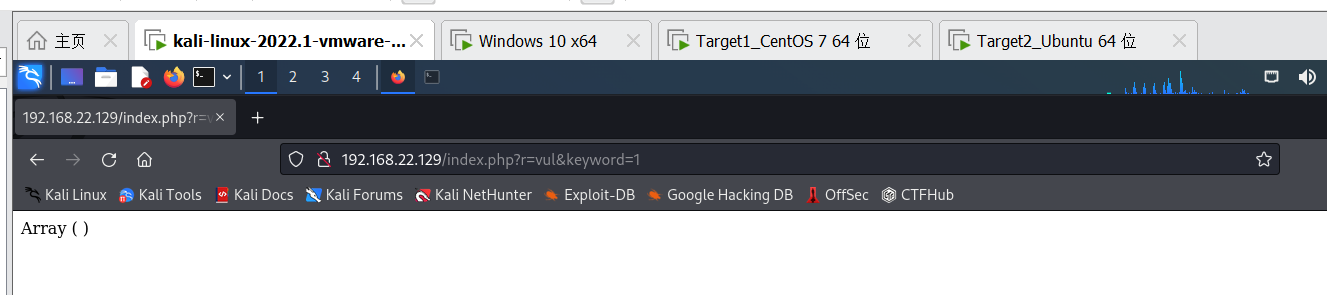 主页
kali-linux-2022.1-vmware-...
Windows 10 x64
Target1_CentOS 7 64 位
Target2_Ubuntu 64 位
1 2 3 4
192.168.22.129/index.php?r=v
192.168.22.129/index.php?r=vul&keyword=1
Kali Linux Kali Tools Kali Docs Kali Forums Kali NetHunter Exploit-DB Google Hacking DB OffSec CTFHub
Array ( )